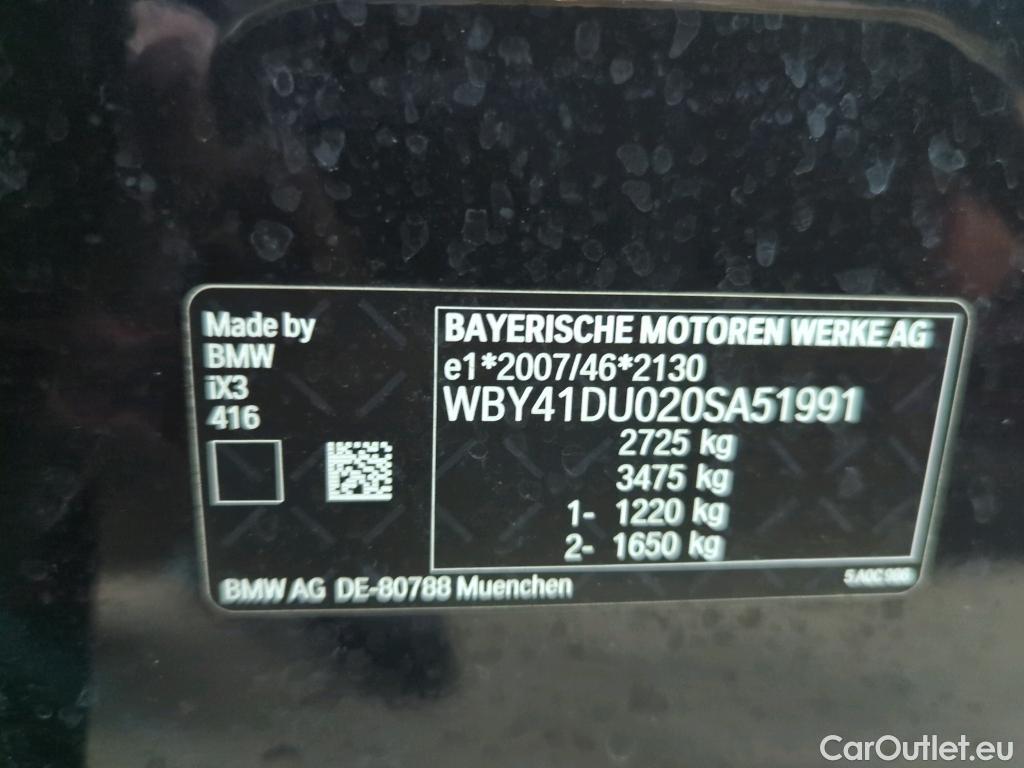 Made by
BMW
iX3
416
BAYERISCHE MOTOREN WERKE AG
e1*2007/46*2130
WBY41DU020SA51991
2725 kg
3475 kg
1- 1220 kg
2- 1650 kg
BMW AG DE-80788 Muenchen
CarOutlet.eu